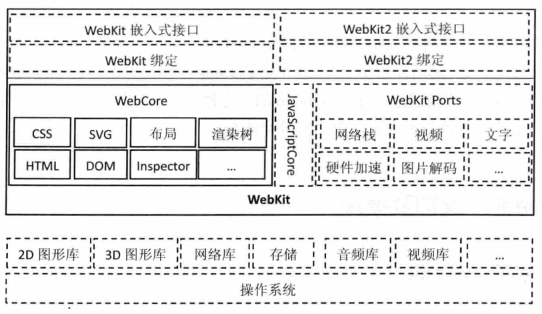 WebKit 嵌入式接口
WebKit2 嵌入式接口
WebKit 绑定
WebKit2 绑定
WebCore
CSS
SVG
布局
渲染树
HTML
DOM
Inspector
...
JavaScriptCore
WebKit Ports
网络栈
视频
文字
硬件加速
图片解码
...
WebKit
2D 图形库
3D 图形库
网络库
存储
音频库
视频库
...
操作系统